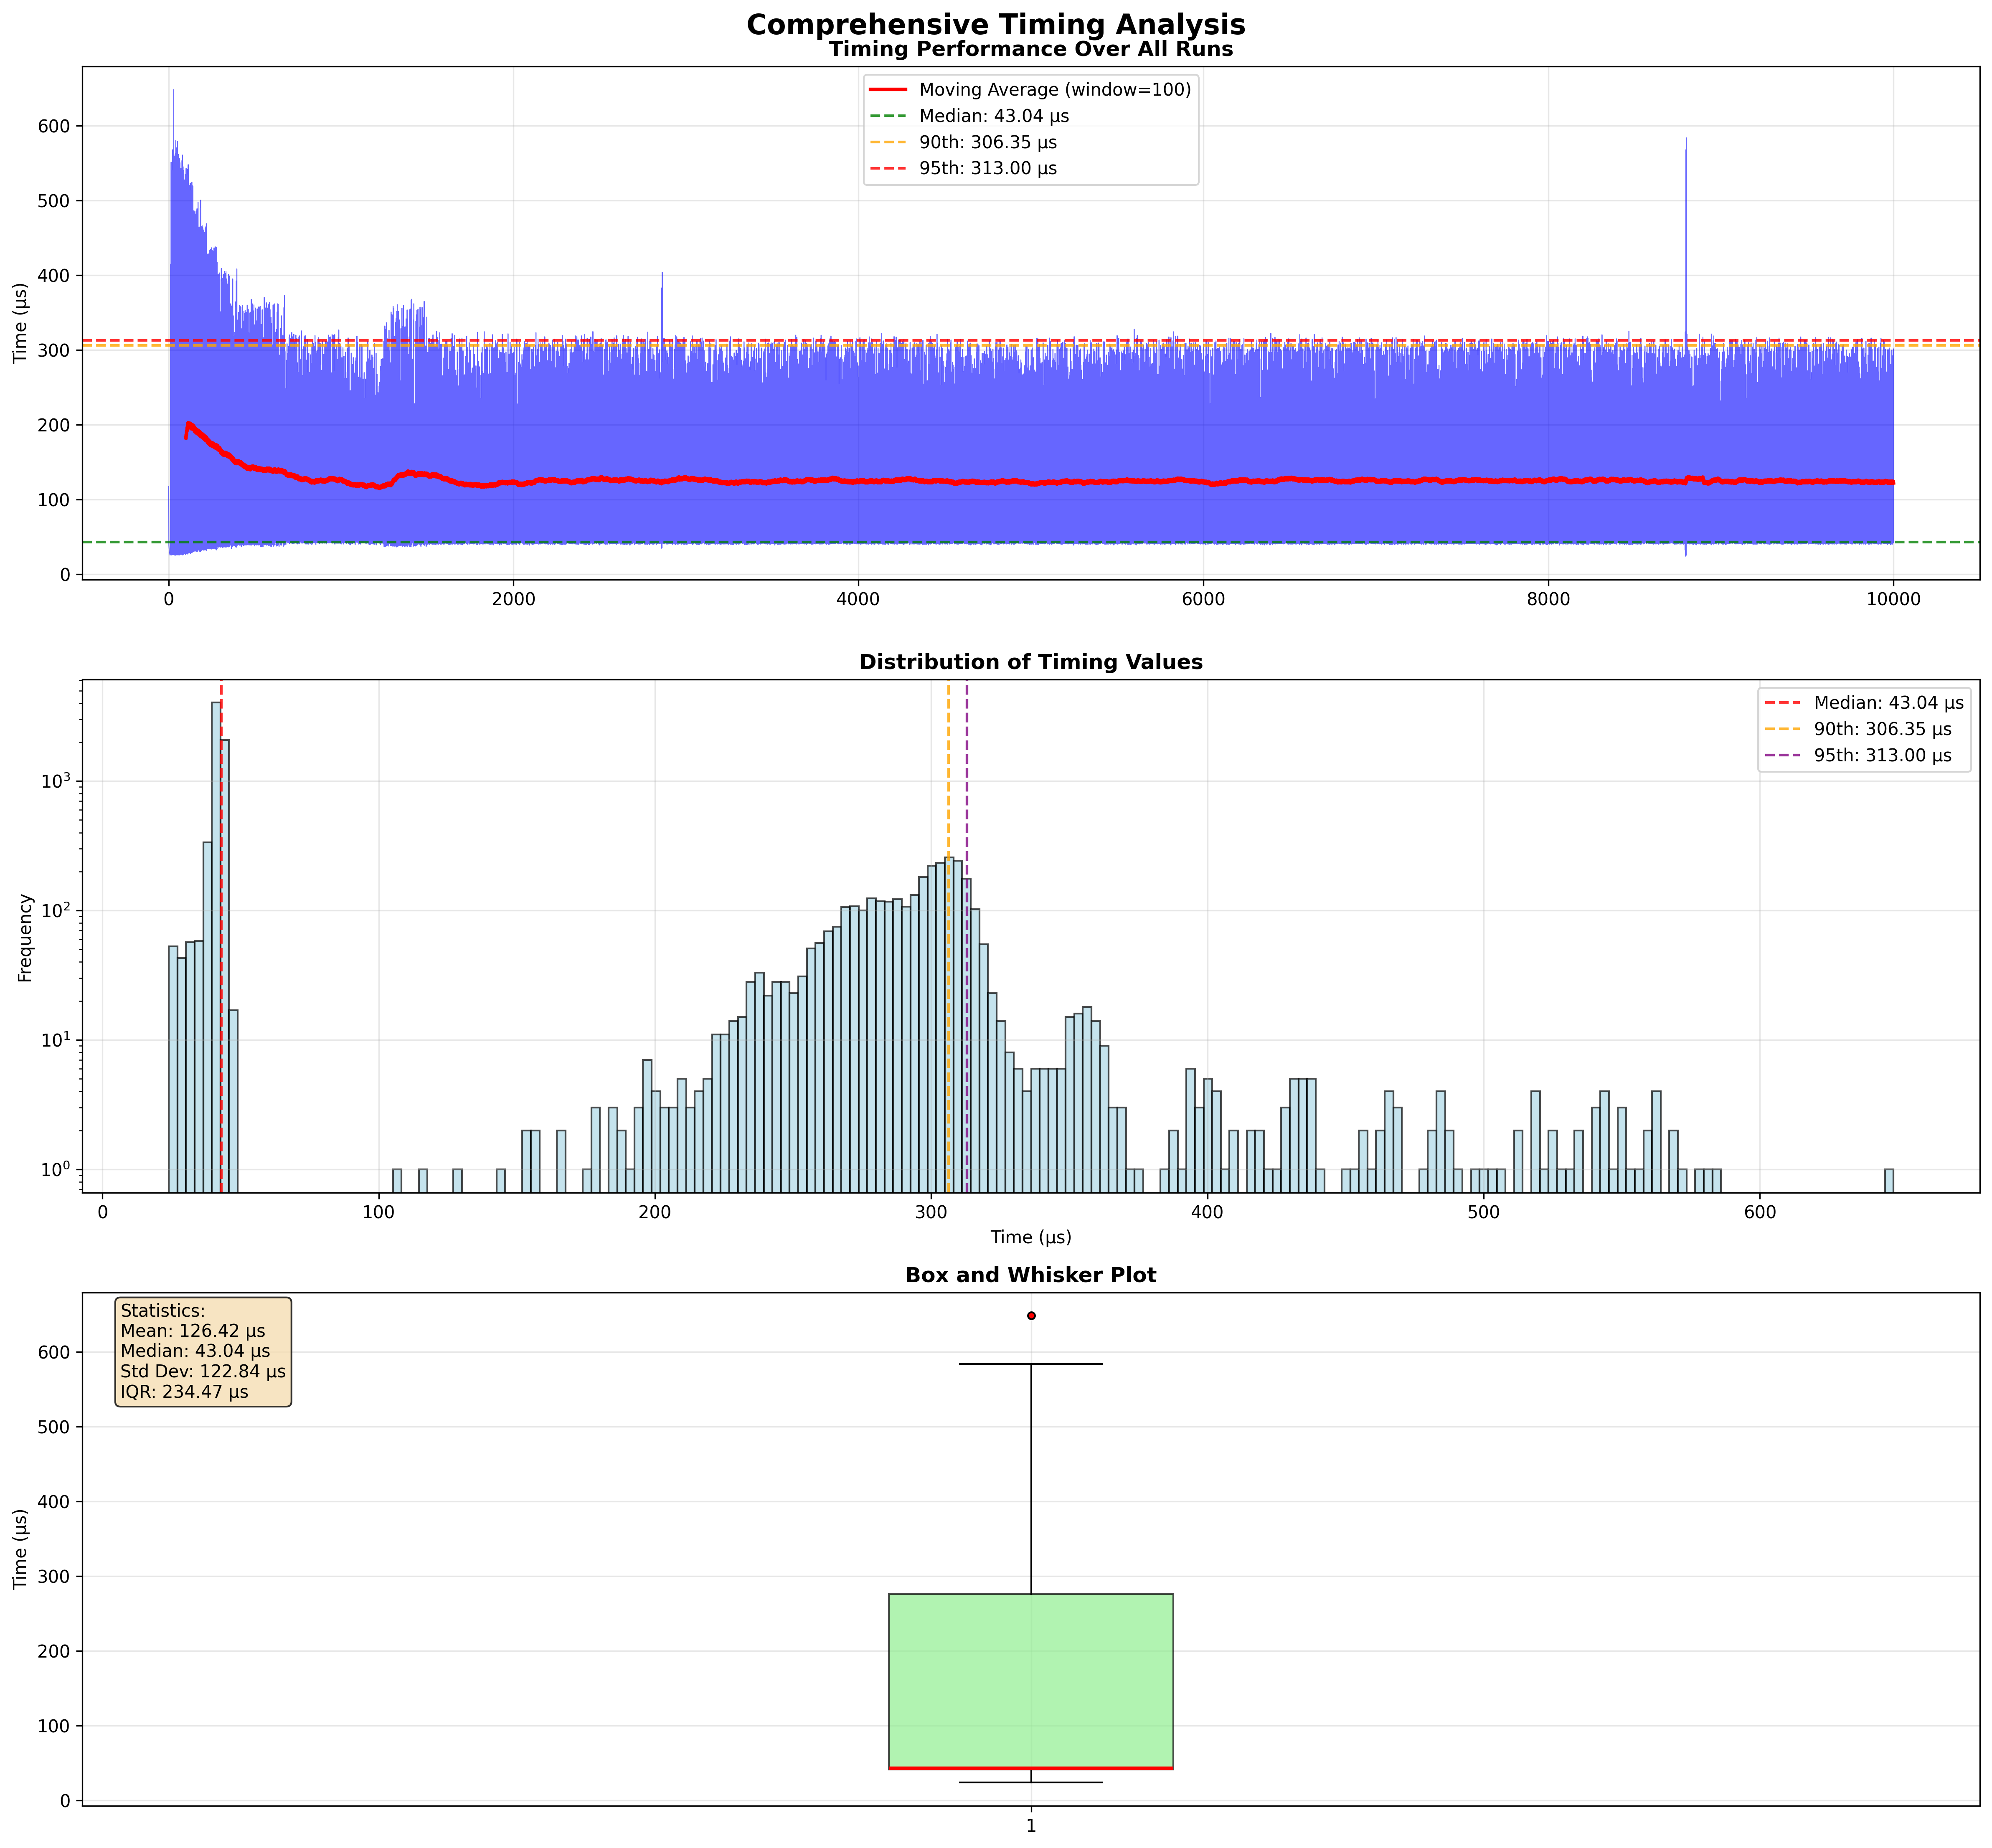 Comprehensive Timing Analysis
Timing Performance Over All Runs
Moving Average (window=100)
Median: 43.04 µs
90th: 306.35 µs
95th: 313.00 µs
Time (µs)
600
500
400
300
200
100
0
0 2000 4000 6000 8000 10000
Distribution of Timing Values
Median: 43.04 µs
90th: 306.35 µs
95th: 313.00 µs
Frequency
10³
10²
10¹
10⁰
0 100 200 300 400 500 600
Time (µs)
Box and Whisker Plot
Statistics:
Mean: 126.42 µs
Median: 43.04 µs
Std Dev: 122.84 µs
IQR: 234.47 µs
Time (µs)
600
500
400
300
200
100
0
1